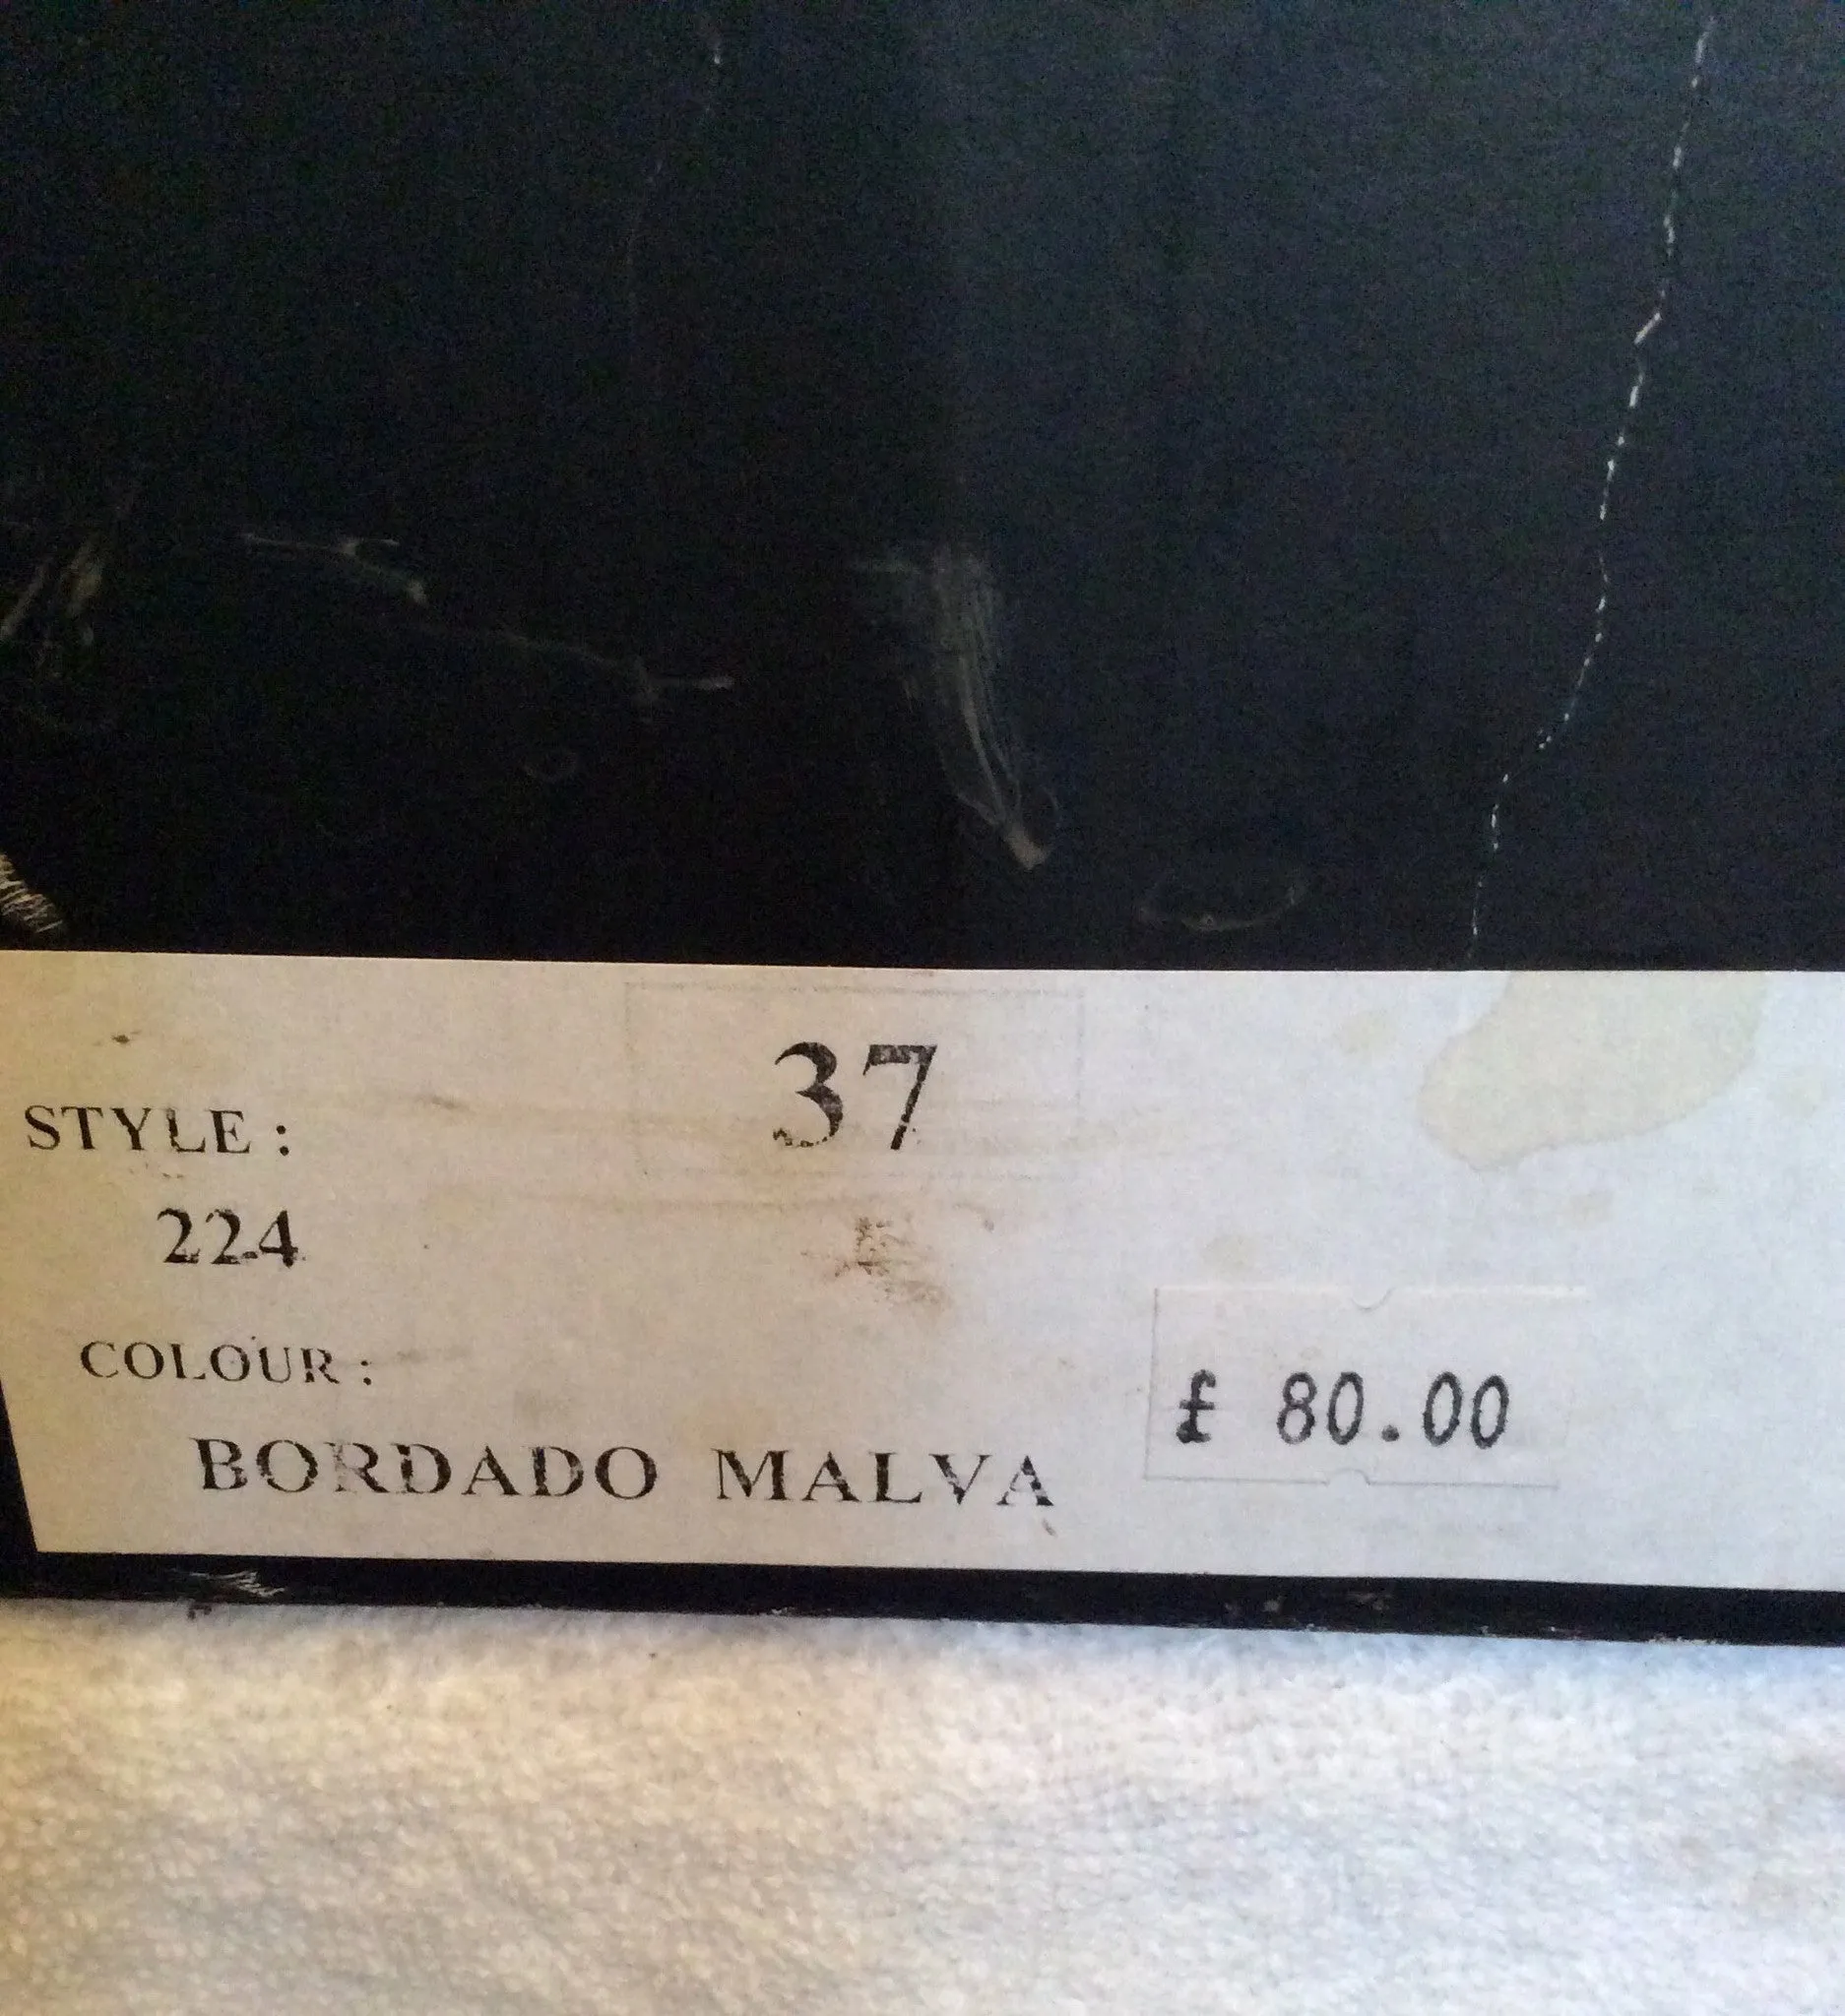 37
STYLE :
224
COLOUR :
£ 80.00
BORDADO MALVA